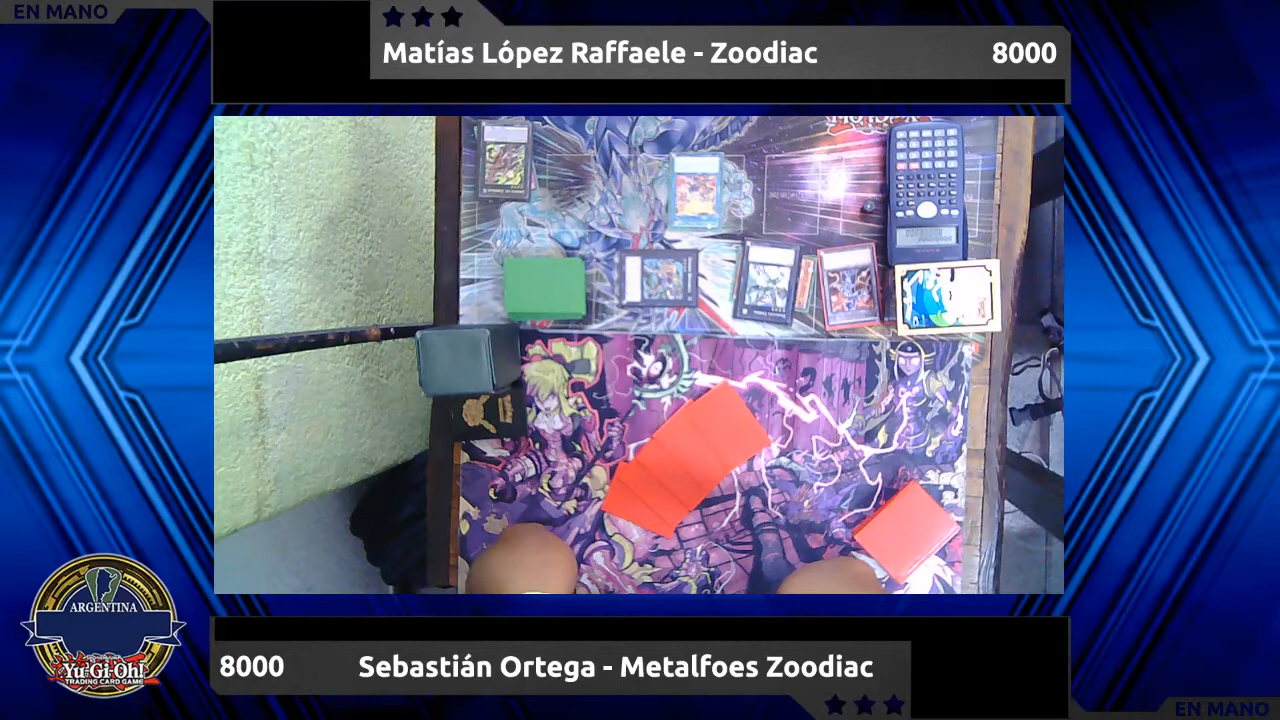 EN MANO
Matías López Raffaele - Zoodiac 8000
ARGENTINA
Yu-Gi-Oh!
TRADING CARD GAME
8000 Sebastián Ortega - Metalfoes Zoodiac
EN MANO